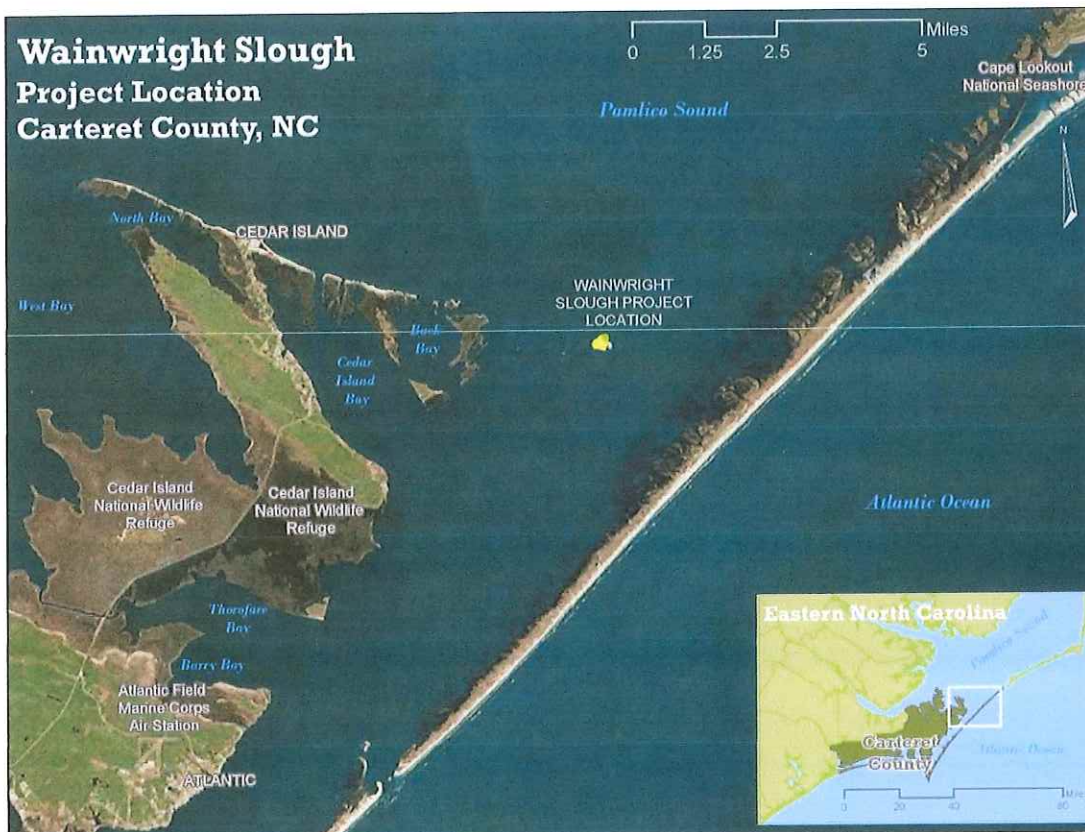 Wainwright Slough
Project Location
Carteret County, NC
Miles
0 1.25 2.5 5
Cape Lookout
National Seashore
Pamlico Sound
N
North Bay
CEDAR ISLAND
West Bay
WAINWRIGHT
SLOUGH PROJECT
LOCATION
Back
Bay
Cedar
Island
Bay
Cedar Island
National Wildlife
Refuge
Cedar Island
National Wildlife
Refuge
Atlantic Ocean
Thorofare
Bay
Barry Bay
Atlantic Field
Marine Corps
Air Station
ATLANTIC
Eastern North Carolina
Pamlico Sound
Carteret
County
Atlantic Ocean
Miles
0 20 40 80